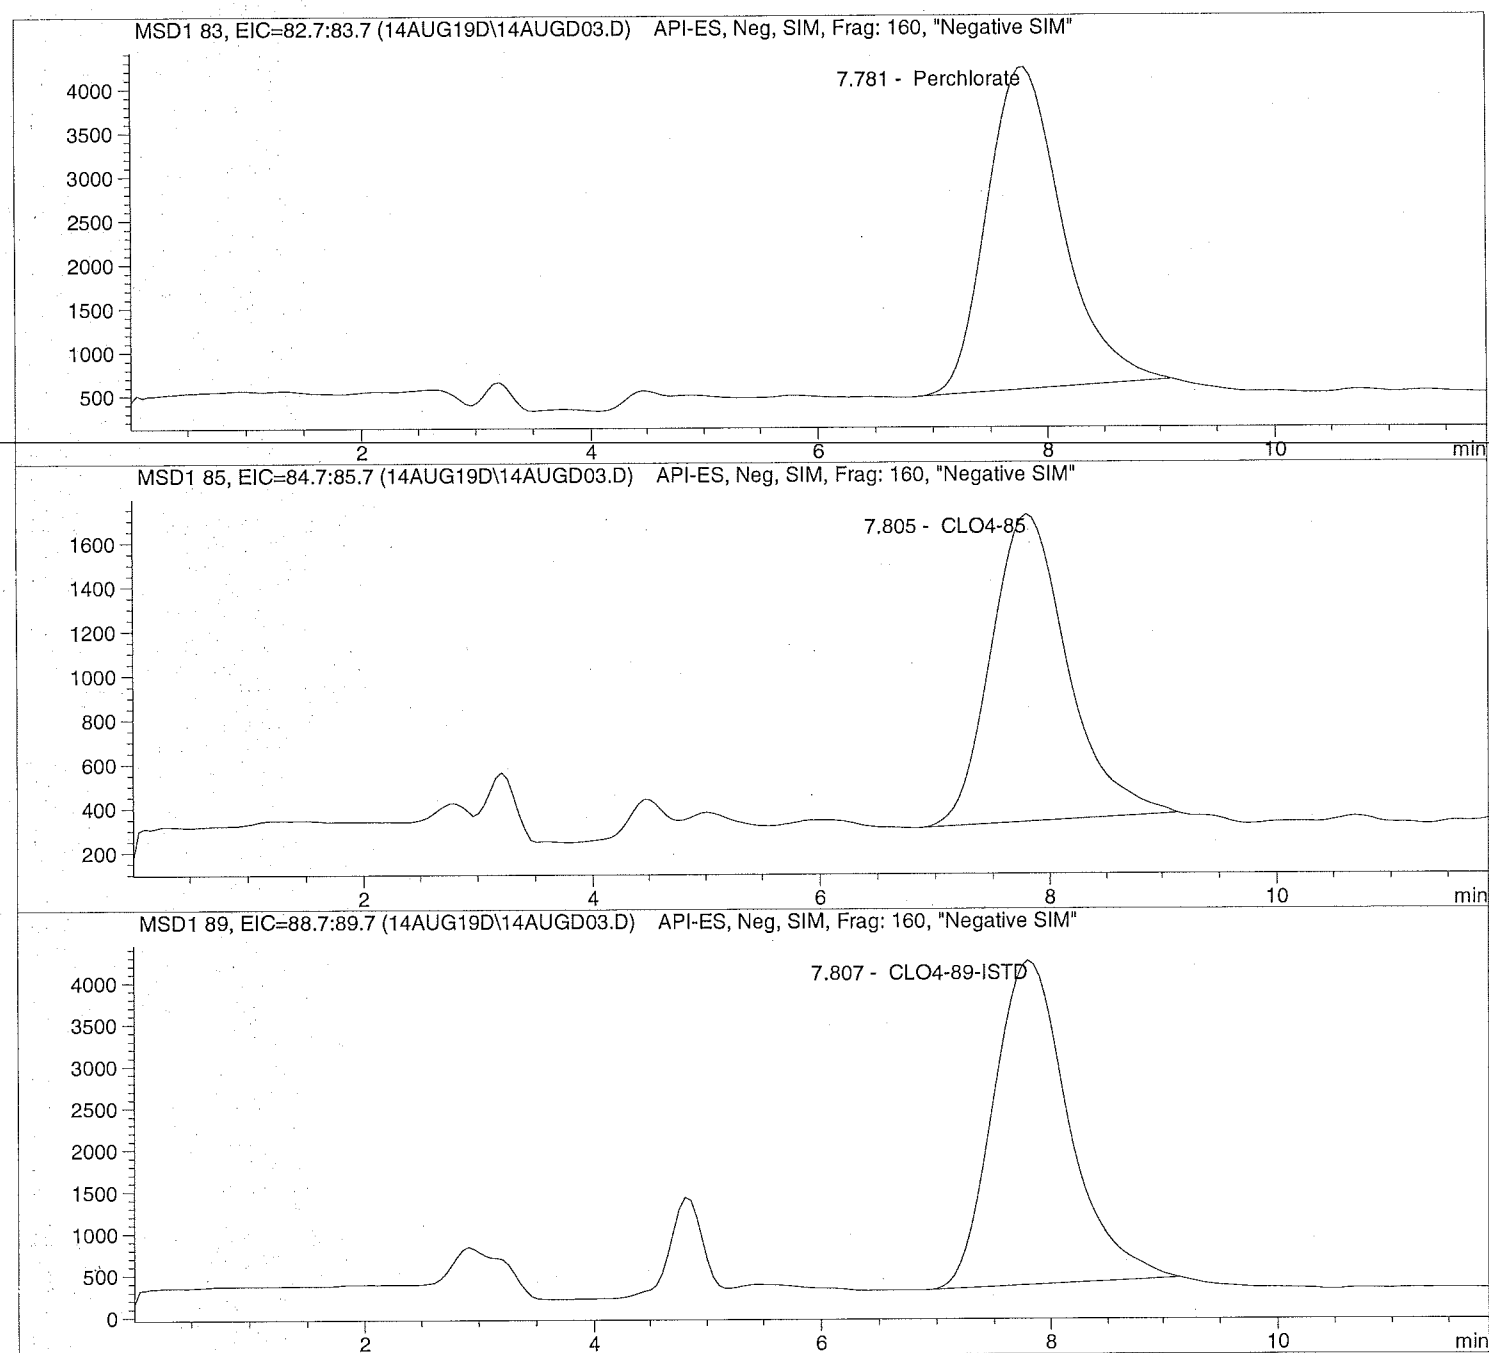 MSD1 83, EIC=82.7:83.7 (14AUG19D\14AUGD03.D) API-ES, Neg, SIM, Frag: 160, "Negative SIM"
7.781 - Perchlorate
4000
3500
3000
2500
2000
1500
1000
500
2 4 6 8 10 min
MSD1 85, EIC=84.7:85.7 (14AUG19D\14AUGD03.D) API-ES, Neg, SIM, Frag: 160, "Negative SIM"
7.805 - CLO4-85
1600
1400
1200
1000
800
600
400
200
2 4 6 8 10 min
MSD1 89, EIC=88.7:89.7 (14AUG19D\14AUGD03.D) API-ES, Neg, SIM, Frag: 160, "Negative SIM"
7.807 - CLO4-89-ISTD
4000
3500
3000
2500
2000
1500
1000
500
0
2 4 6 8 10 min